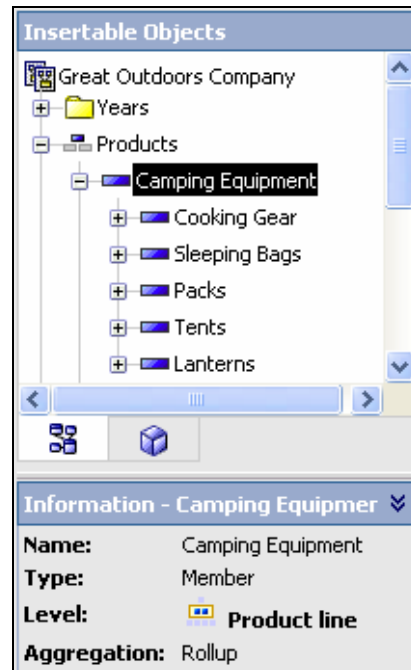 Insertable Objects
Great Outdoors Company
Years
Products
Camping Equipment
Cooking Gear
Sleeping Bags
Packs
Tents
Lanterns
Information - Camping Equipmer
Name: Camping Equipment
Type: Member
Level: Product line
Aggregation: Rollup